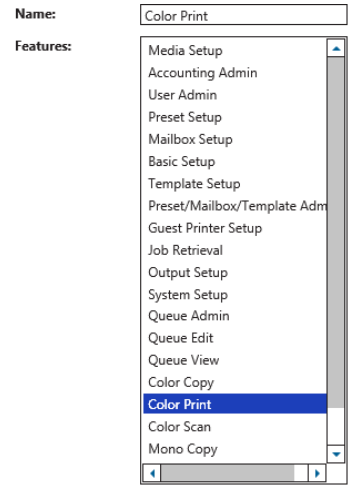 Name: Color Print
Features:
Media Setup
Accounting Admin
User Admin
Preset Setup
Mailbox Setup
Basic Setup
Template Setup
Preset/Mailbox/Template Adm
Guest Printer Setup
Job Retrieval
Output Setup
System Setup
Queue Admin
Queue Edit
Queue View
Color Copy
Color Print
Color Scan
Mono Copy